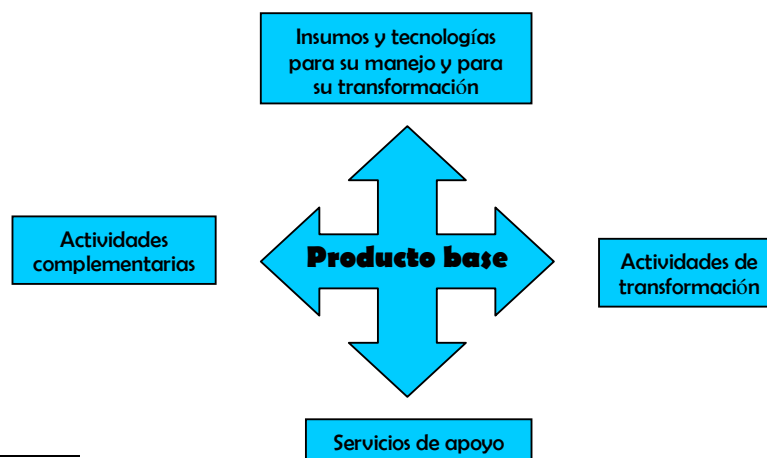 Insumos y tecnologías
para su manejo y para
su transformación
Actividades
complementarias
Producto base
Actividades de
transformación
Servicios de apoyo